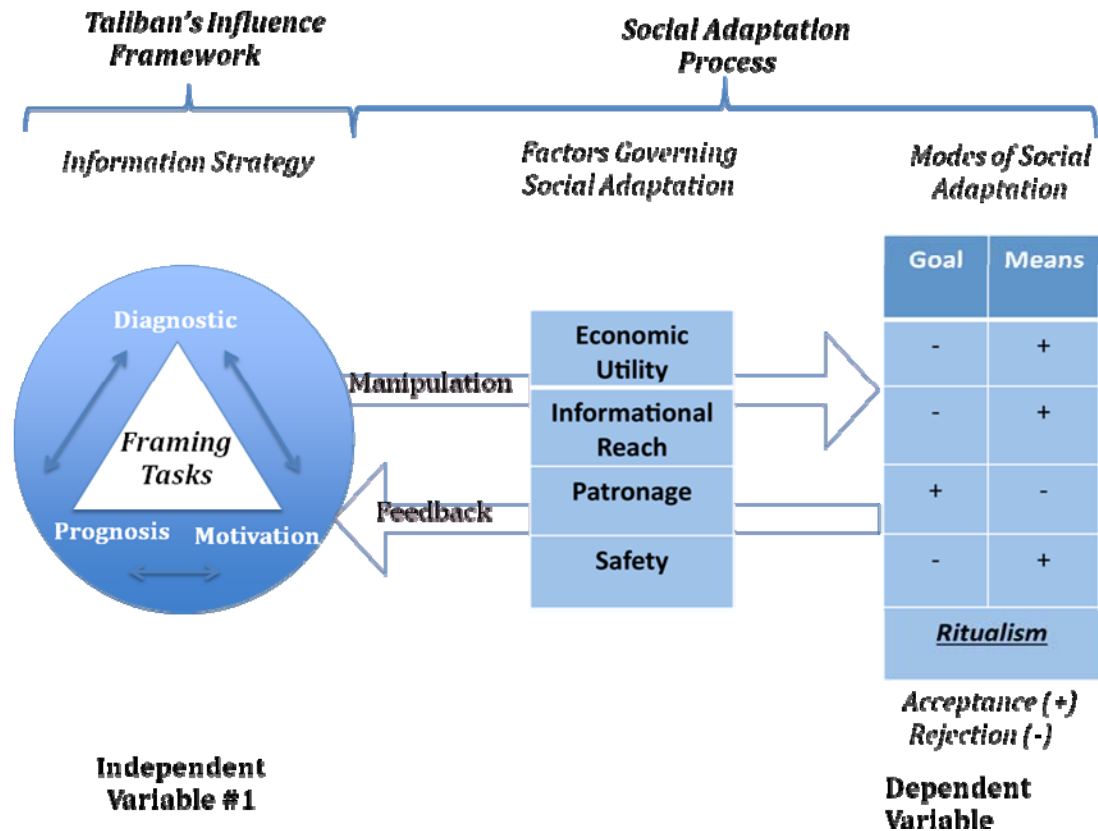 Taliban's Influence
Framework
Social Adaptation
Process
Information Strategy
Factors Governing
Social Adaptation
Modes of Social
Adaptation
Diagnostic
Framing
Tasks
Prognosis
Motivation
Manipulation
Feedback
Economic
Utility
Informational
Reach
Patronage
Safety
Goal Means
- +
- +
+ -
- +
Ritualism
Acceptance (+)
Rejection (-)
Independent
Variable #1
Dependent
Variable